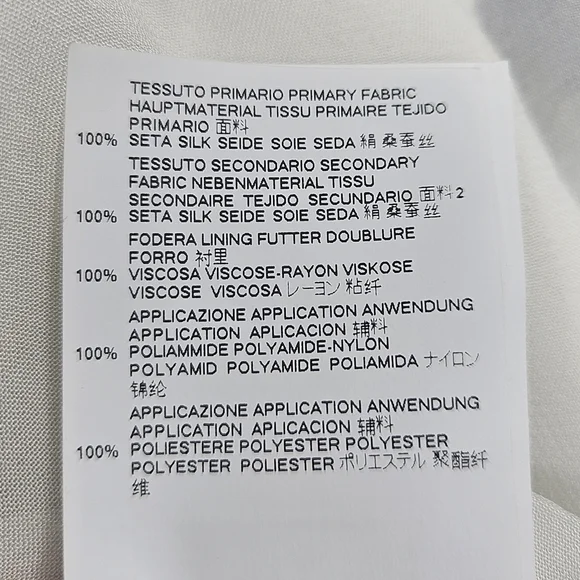 TESSUTO PRIMARIO PRIMARY FABRIC
HAUPTMATERIAL TISSU PRIMAIRE TEJIDO
PRIMARIO 面料
100% SETA SILK SEIDE SOIE SEDA 絹 桑蚕丝
TESSUTO SECONDARIO SECONDARY
FABRIC NEBENMATERIAL TISSU
SECONDAIRE TEJIDO SECUNDARIO 面料2
100% SETA SILK SEIDE SOIE SEDA 絹 桑蚕丝
FODERA LINING FUTTER DOUBLURE
FORRO 衬里
100% VISCOSA VISCOSE-RAYON VISKOSE
VISCOSE VISCOSA レーヨン 粘纤
APPLICAZIONE APPLICATION ANWENDUNG
APPLICATION APLICACION 辅料
100% POLIAMMIDE POLYAMIDE-NYLON
POLYAMID POLYAMIDE POLIAMIDA ナイロン
锦纶
APPLICAZIONE APPLICATION ANWENDUNG
APPLICATION APLICACION 辅料
100% POLIESTERE POLYESTER POLYESTER
POLYESTER POLIESTER ポリエステル 聚酯纤
维